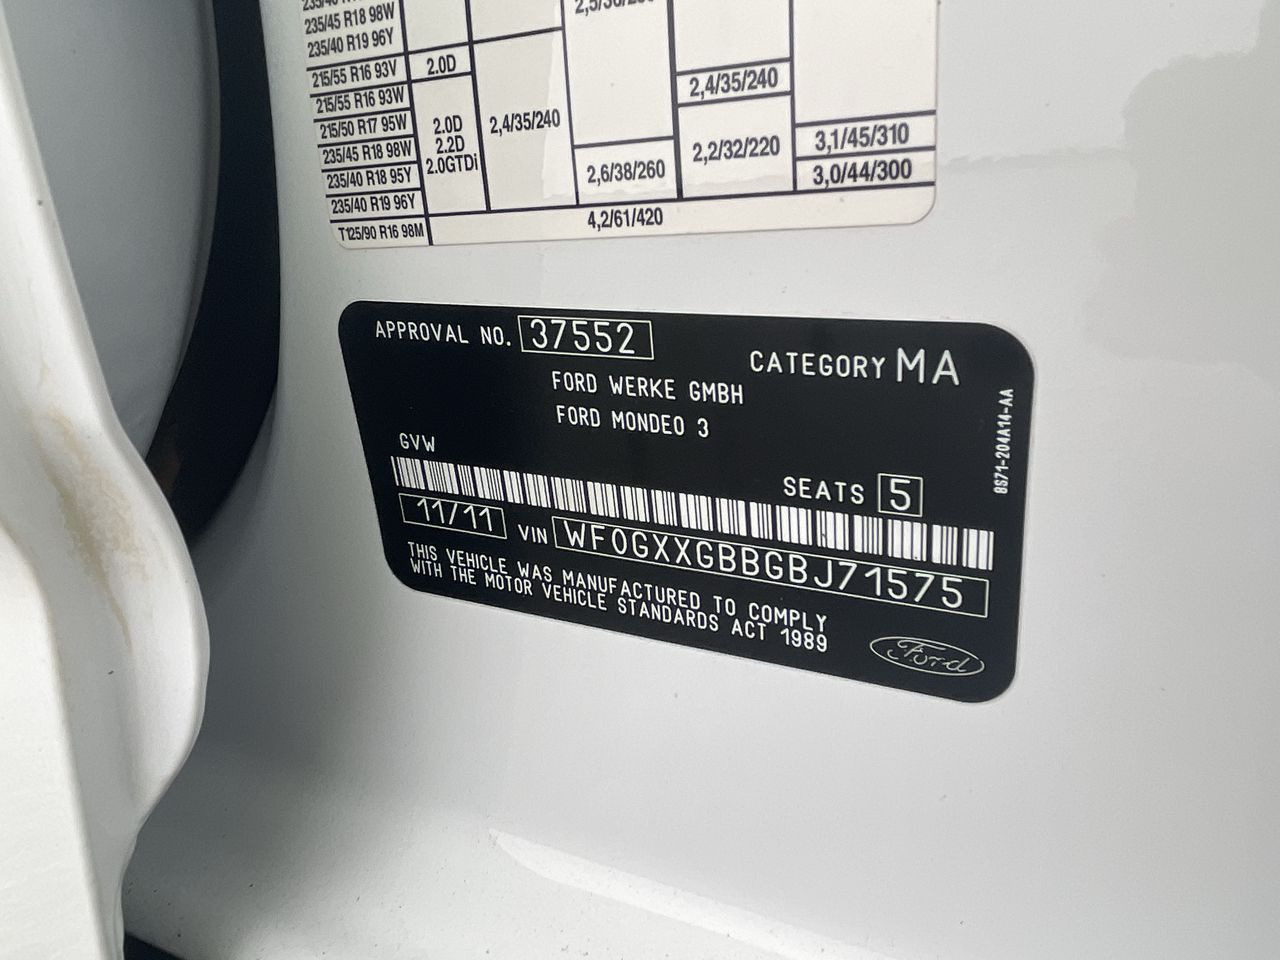 235/45 R18 98W
235/40 R19 96Y
215/55 R16 93V 2.0D
215/55 R16 93W
215/50 R17 95W
235/45 R18 98W
235/40 R18 95Y
235/40 R19 96Y
2.0D
2.2D
2.0GTDi
2,4/35/240
2,6/38/260
2,4/35/240
2,2/32/220
3,1/45/310
3,0/44/300
T125/90 R16 98M 4,2/61/420
APPROVAL NO. 37552
CATEGORY MA
FORD WERKE GMBH
FORD MONDEO 3
GVW
SEATS 5
11/11 VIN WF0GXXGBBGBJ71575
THIS VEHICLE WAS MANUFACTURED TO COMPLY
WITH THE MOTOR VEHICLE STANDARDS ACT 1989
Ford
8S71-204A14-AA